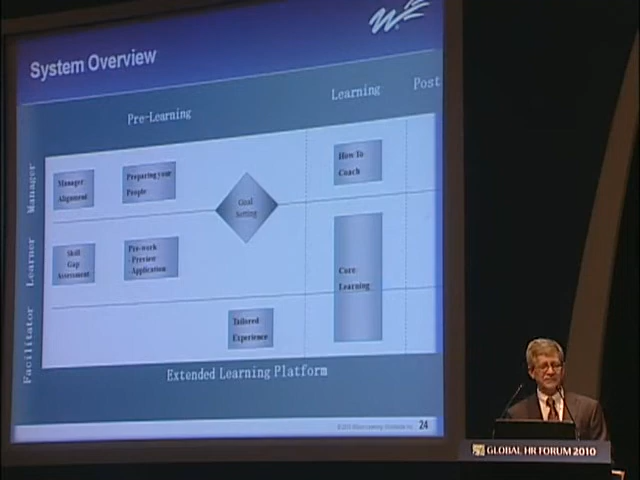 System Overview
Pre-Learning
Learning
Post
Manager
Learner
Facilitator
Manager
Alignment
Preparing your
People
Goal
Setting
How To
Coach
Skill
Gap
Assessment
Pre-work
- Preview
- Application
Core
Learning
Tailored
Experience
Extended Learning Platform
24
GLOBAL HR FORUM 2010